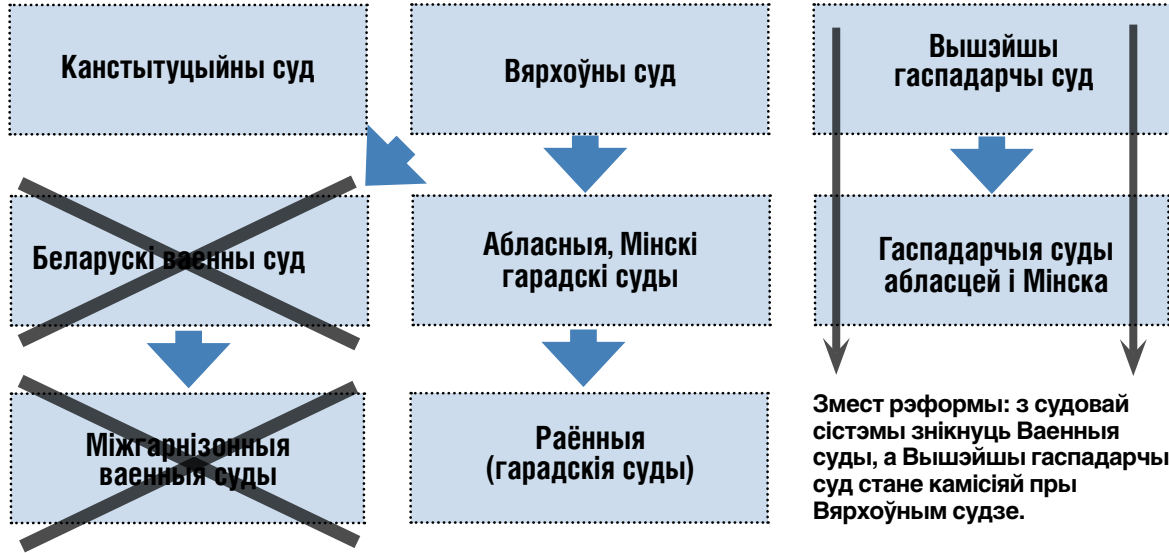 Канстытуцыйны суд
Вярхоўны суд
Вышэйшы
гаспадарчы суд
Беларускі ваенны суд
Абласныя, Мінскі
гарадскі суды
Гаспадарчыя суды
абласцей і Мінска
Міжгарнізонныя
ваенныя суды
Раённыя
(гарадскія суды)
Змест рэформы: з судовай
сістэмы знікнуць Ваенныя
суды, а Вышэйшы гаспадарчы
суд стане камісіяй пры
Вярхоўным судзе.